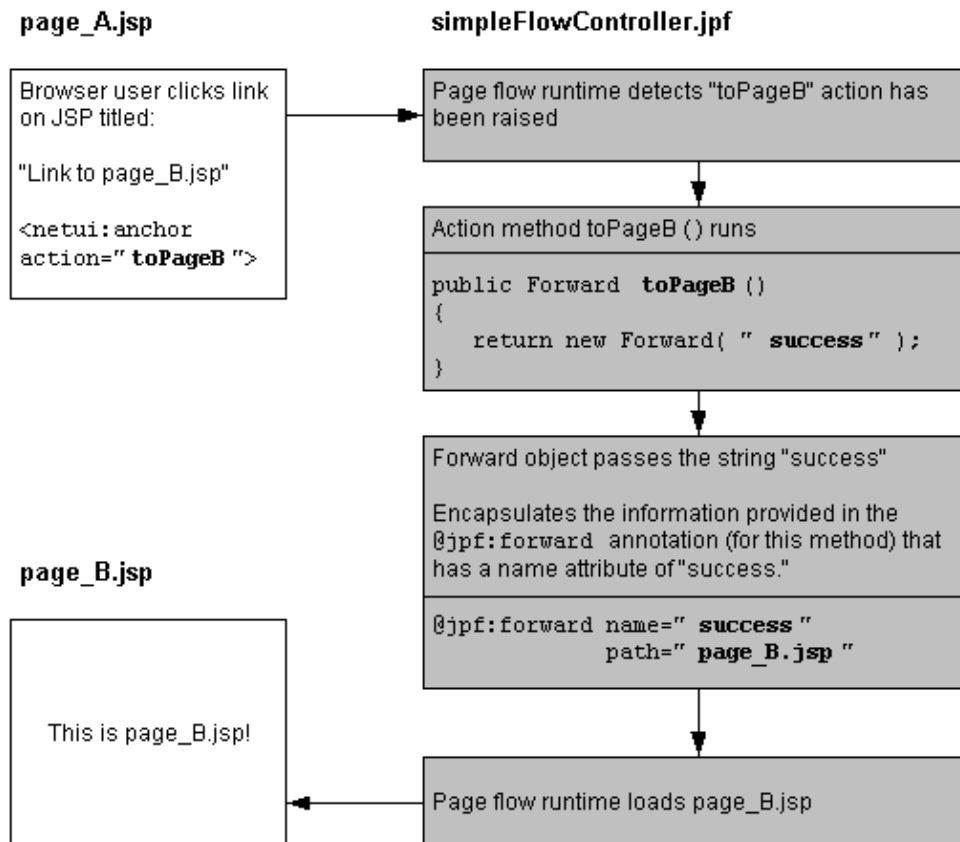 page_A.jsp
Browser user clicks link
on JSP titled:
"Link to page_B.jsp"
<netui:anchor
action=" toPageB ">
simpleFlowController.jpf
Page flow runtime detects "toPageB" action has
been raised
Action method toPageB ( ) runs
public Forward toPageB ()
{
return new Forward( " success" );
}
Forward object passes the string "success"
Encapsulates the information provided in the
@jpf:forward annotation (for this method) that
has a name attribute of "success."
@jpf:forward name=" success "
path=" page_B.jsp "
Page flow runtime loads page_B.jsp
page_B.jsp
This is page_B.jsp!